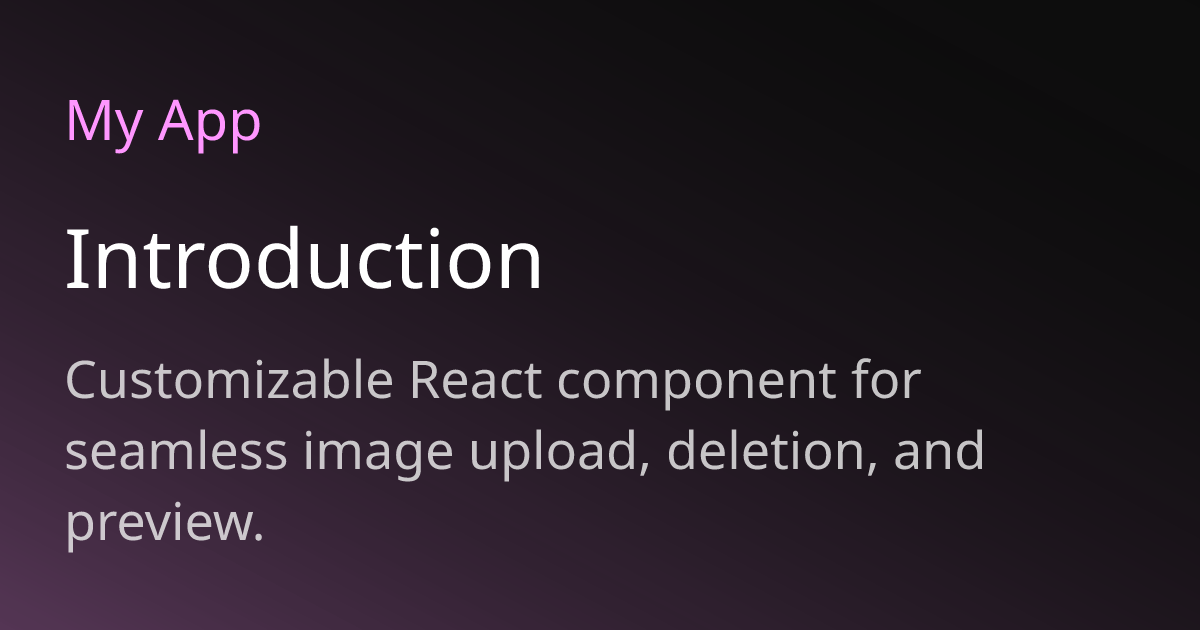 My App
Introduction
Customizable React component for
seamless image upload, deletion, and
preview.